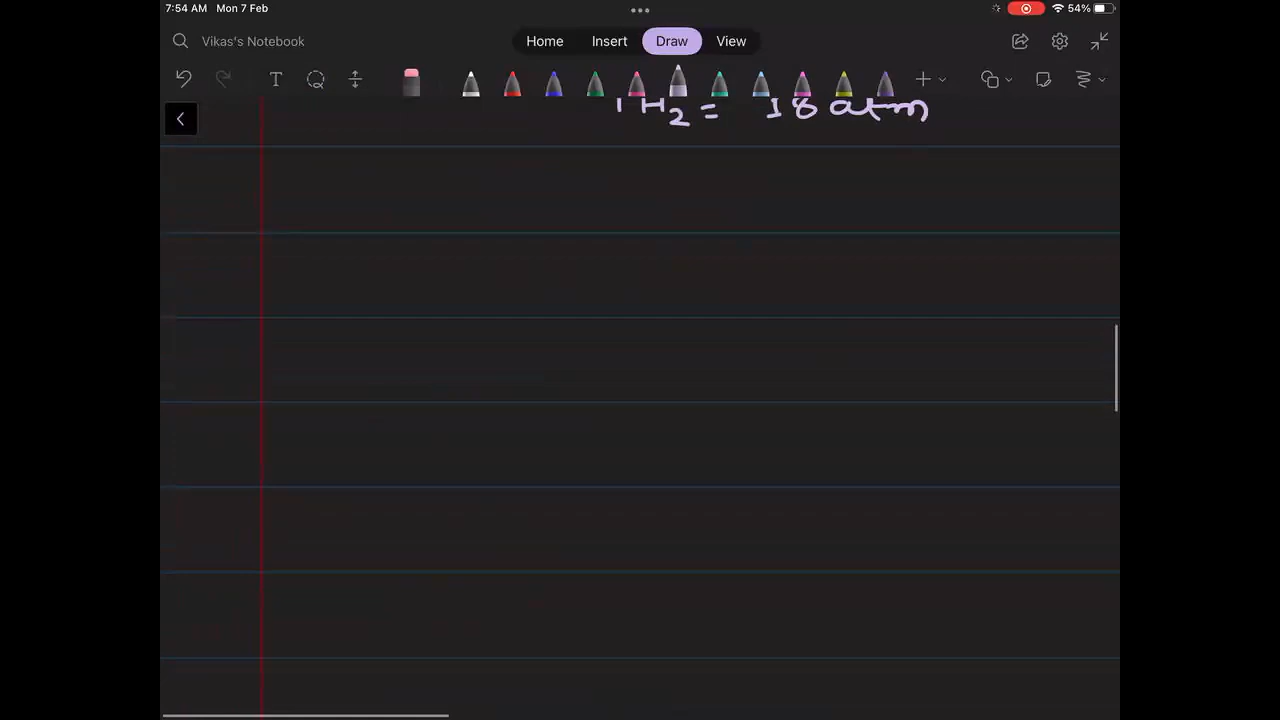 7:54 AM Mon 7 Feb
54%
Vikas's Notebook
Home Insert Draw View
H2 = 18 atm